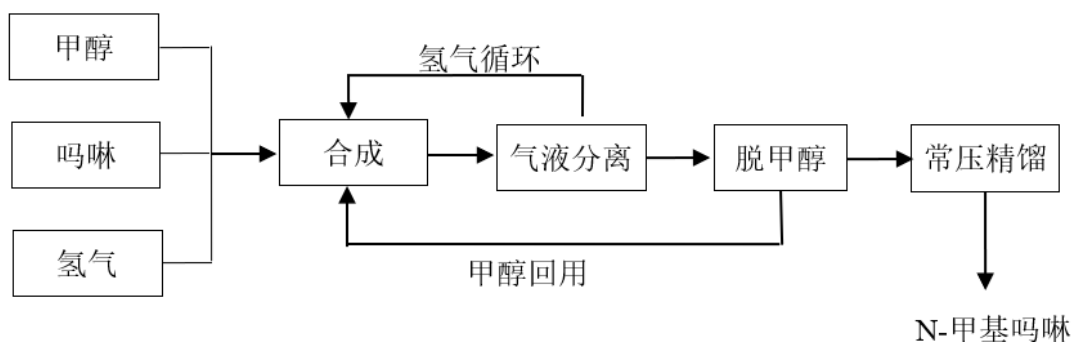 甲醇
吗啉
氢气
氢气循环
合成
气液分离
脱甲醇
常压精馏
甲醇回用
N-甲基吗啉